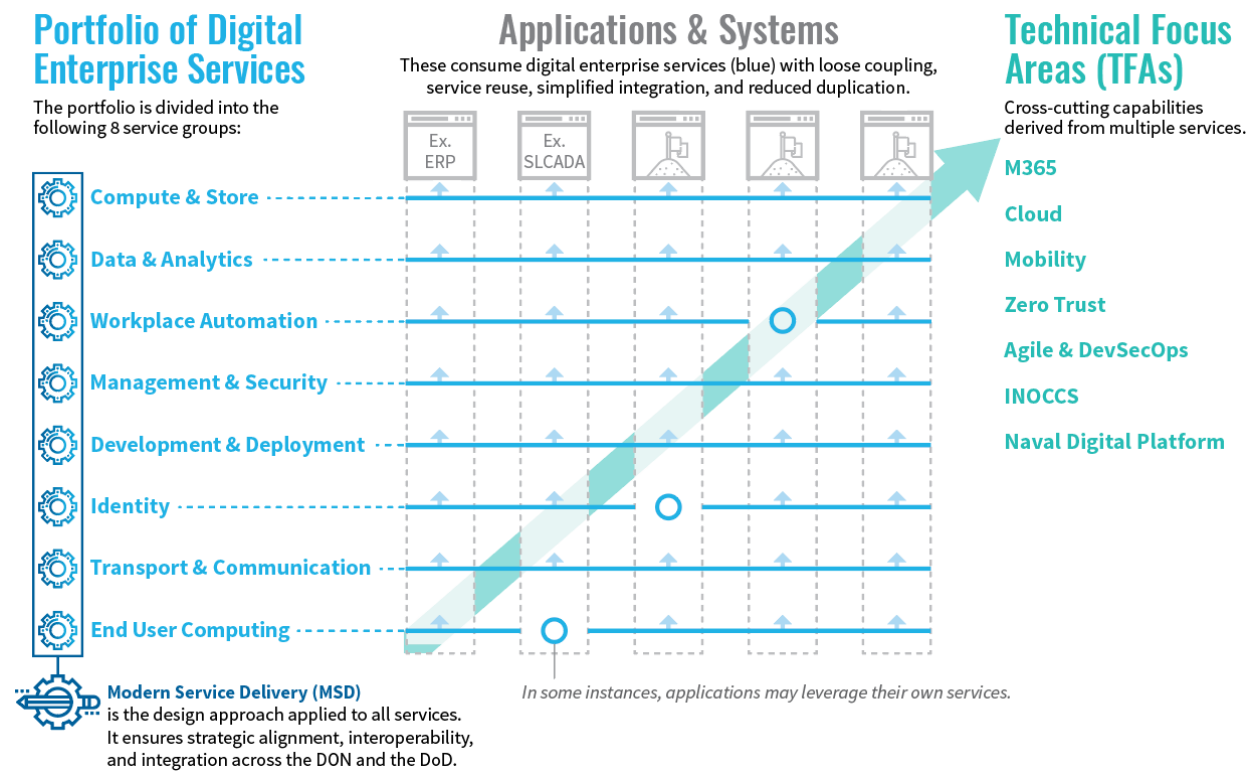 Portfolio of Digital
Enterprise Services
The portfolio is divided into the
following 8 service groups:
Compute & Store
Data & Analytics
Workplace Automation
Management & Security
Development & Deployment
Identity
Transport & Communication
End User Computing
Modern Service Delivery (MSD)
is the design approach applied to all services.
It ensures strategic alignment, interoperability,
and integration across the DON and the DoD.
Applications & Systems
These consume digital enterprise services (blue) with loose coupling,
service reuse, simplified integration, and reduced duplication.
Ex.
ERP
Ex.
SLCADA
In some instances, applications may leverage their own services.
Technical Focus
Areas (TFAs)
Cross-cutting capabilities
derived from multiple services.
M365
Cloud
Mobility
Zero Trust
Agile & DevSecOps
INOCCS
Naval Digital Platform